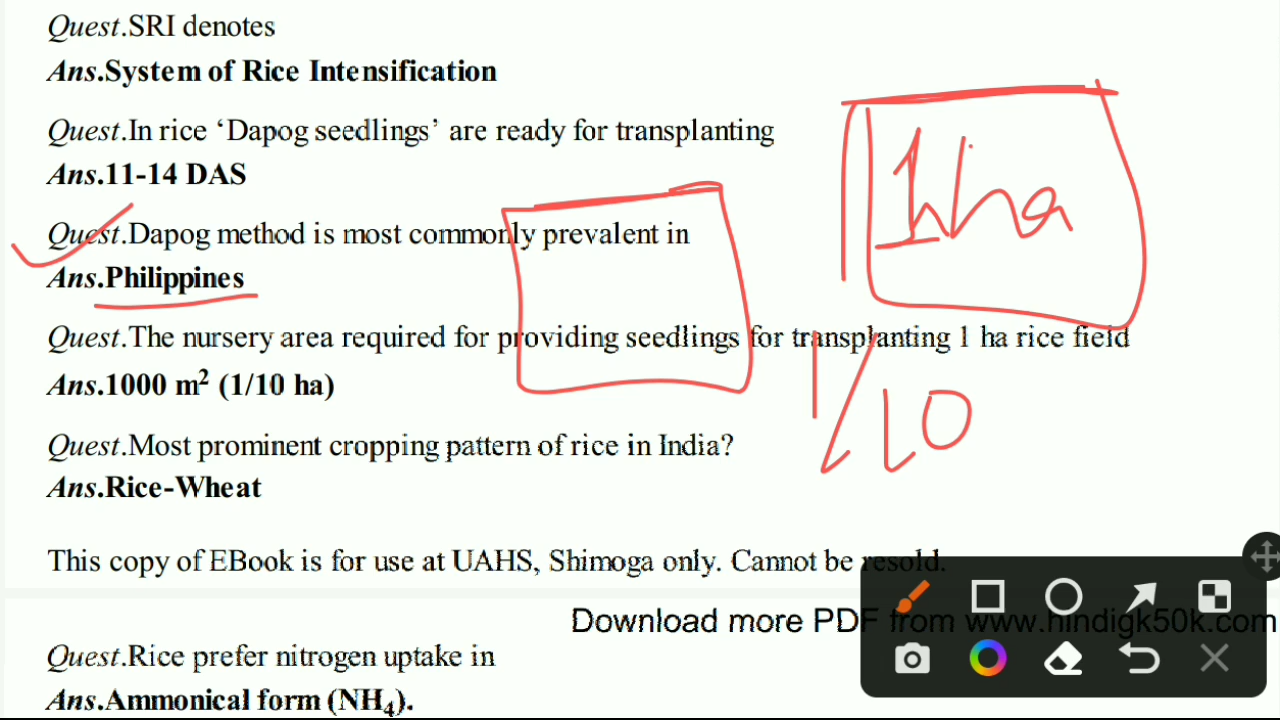 Quest.SRI denotes
Ans.System of Rice Intensification
Quest.In rice ‘Dapog seedlings’ are ready for transplanting
Ans.11-14 DAS
Quest.Dapog method is most commonly prevalent in
Ans.Philippines
1ha
Quest.The nursery area required for providing seedlings for transplanting 1 ha rice field
Ans.1000 m² (1/10 ha)
1/10
Quest.Most prominent cropping pattern of rice in India?
Ans.Rice-Wheat
This copy of EBook is for use at UAHS, Shimoga only. Cannot be resold.
Download more PDF from www.hindigk50k.com
Quest.Rice prefer nitrogen uptake in
Ans.Ammonical form (NH₄).